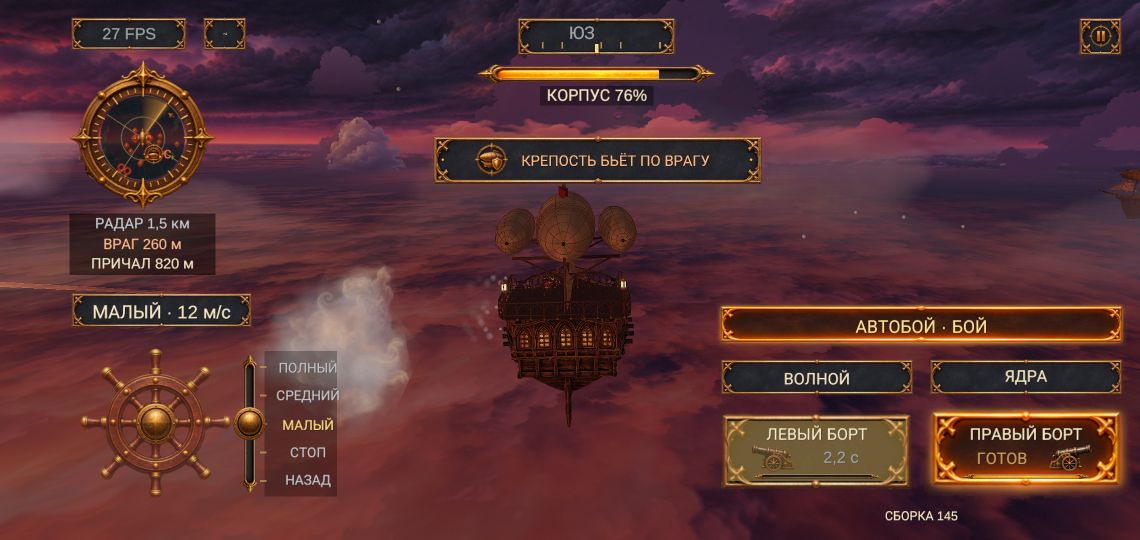 27 FPS
~
ЮЗ
КОРПУС 76%
КРЕПОСТЬ БЬЁТ ПО ВРАГУ
РАДАР 1,5 км
ВРАГ 260 м
ПРИЧАЛ 820 м
МАЛЫЙ · 12 м/с
ПОЛНЫЙ
СРЕДНИЙ
МАЛЫЙ
СТОП
НАЗАД
АВТОБОЙ · БОЙ
ВОЛНОЙ
ЯДРА
ЛЕВЫЙ БОРТ
2,2 с
ПРАВЫЙ БОРТ
ГОТОВ
СБОРКА 145